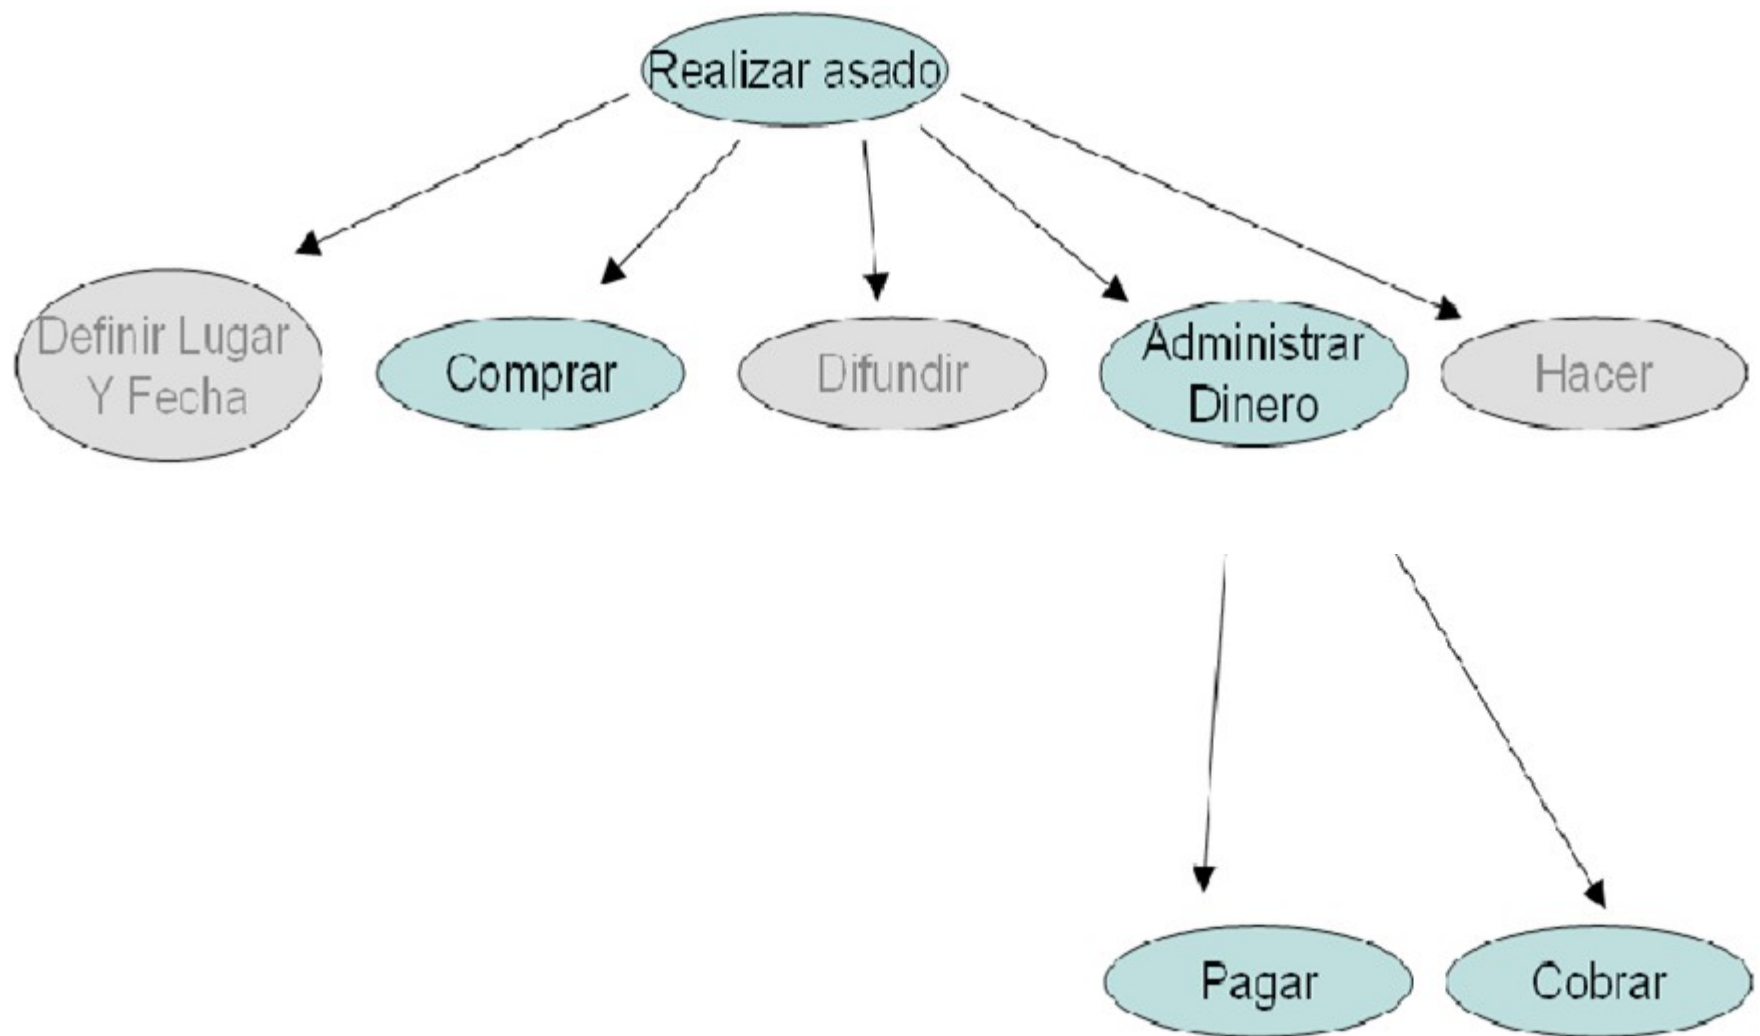 Realizar asado
Definir Lugar
Y Fecha
Comprar
Difundir
Administrar
Dinero
Hacer
Pagar
Cobrar